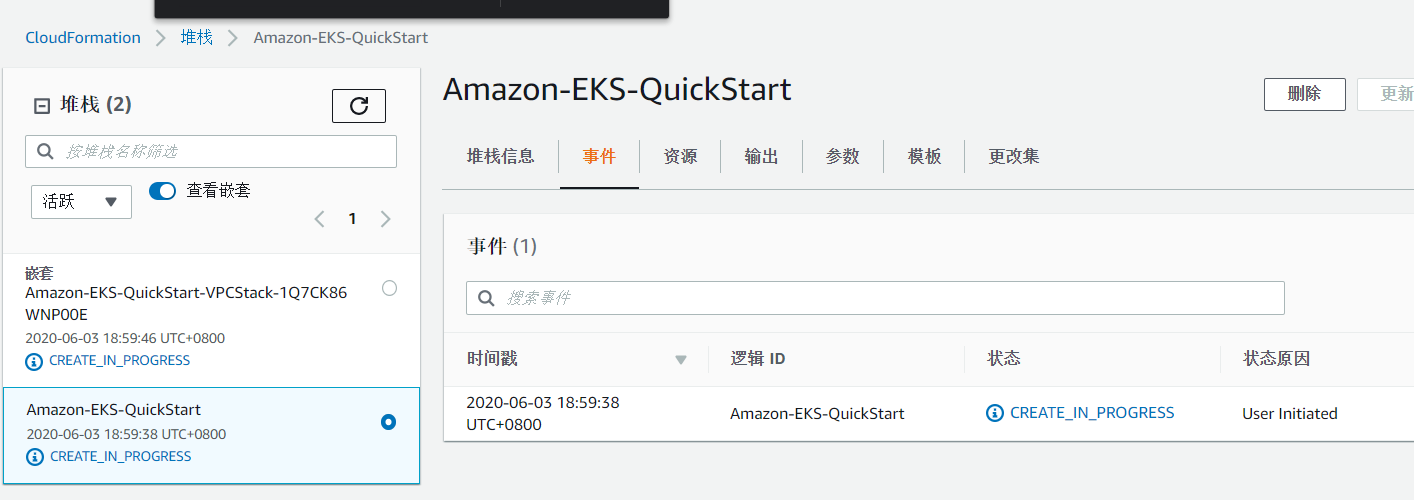 CloudFormation > 堆栈 > Amazon-EKS-QuickStart
堆栈 (2)
按堆栈名称筛选
活跃
查看嵌套
1
嵌套
Amazon-EKS-QuickStart-VPCStack-1Q7CK86
WNP00E
2020-06-03 18:59:46 UTC+0800
CREATE_IN_PROGRESS
Amazon-EKS-QuickStart
2020-06-03 18:59:38 UTC+0800
CREATE_IN_PROGRESS
Amazon-EKS-QuickStart
删除
更新
堆栈信息 事件 资源 输出 参数 模板 更改集
事件 (1)
搜索事件
时间戳 逻辑 ID 状态 状态原因
2020-06-03 18:59:38
UTC+0800
Amazon-EKS-QuickStart
CREATE_IN_PROGRESS
User Initiated